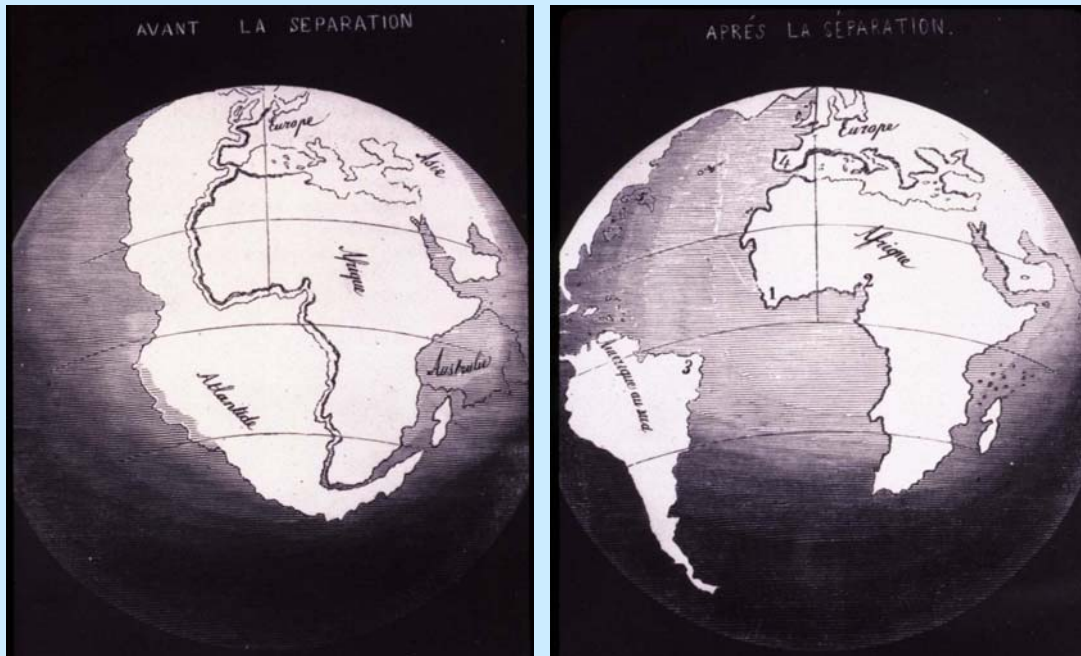 AVANT LA SEPARATION
Europe
Asie
Afrique
Australie
Atlantide
APRÉS LA SÉPARATION.
Europe
4
Afrique
1
2
3
Amérique au sud